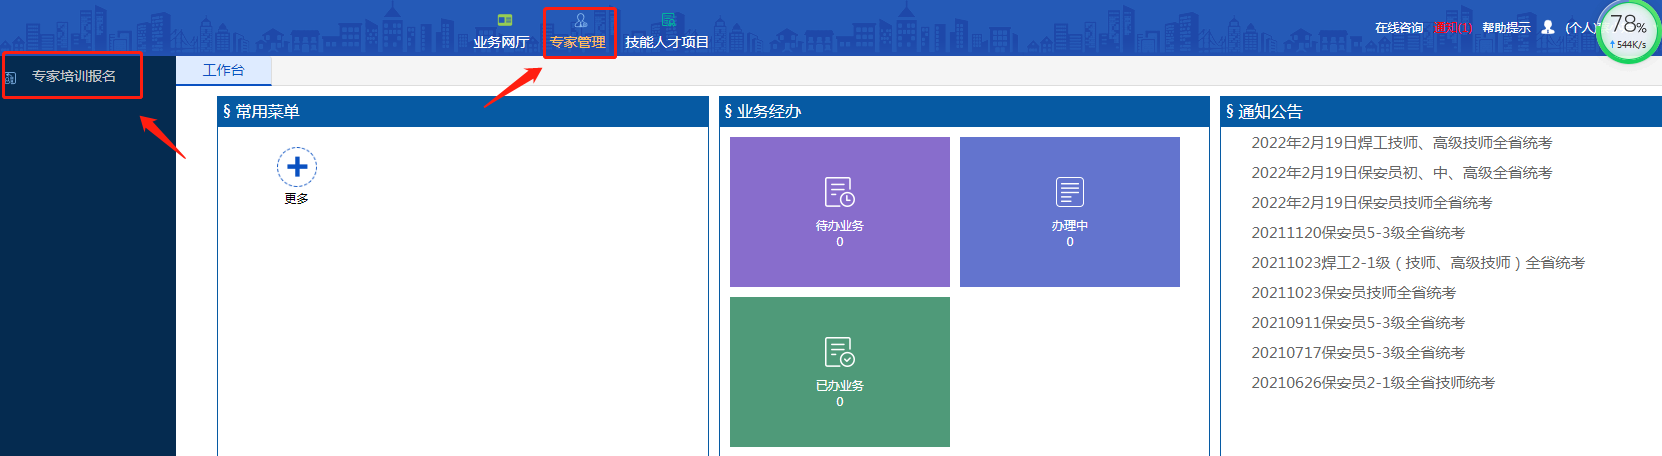 业务网厅 专家管理 技能人才项目
在线咨询 通知(1) 帮助提示 (个人)
78%
↑ 544K/s
专家培训报名
工作台
§ 常用菜单
更多
§ 业务经办
待办业务
0
办理中
0
已办业务
0
§ 通知公告
2022年2月19日焊工技师、高级技师全省统考
2022年2月19日保安员初、中、高级全省统考
2022年2月19日保安员技师全省统考
20211120保安员5-3级全省统考
20211023焊工2-1级（技师、高级技师）全省统考
20211023保安员技师全省统考
20210911保安员5-3级全省统考
20210717保安员5-3级全省统考
20210626保安员2-1级全省技师统考